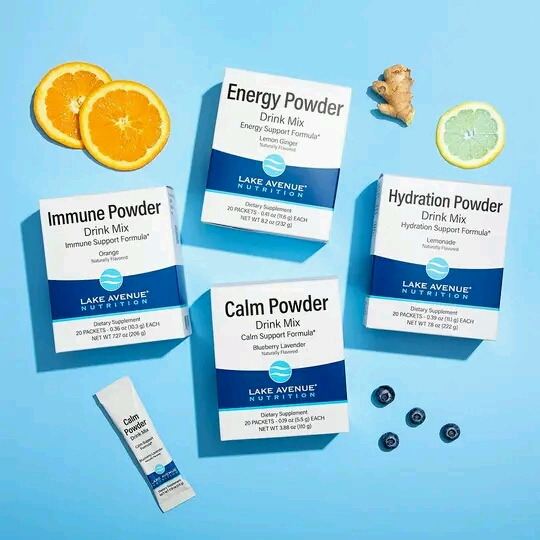 Energy Powder
Drink Mix
Energy Support Formula*
Lemon Ginger
Naturally Flavored
LAKE AVENUE®
NUTRITION
Dietary Supplement
20 PACKETS - 0.41 oz (11.6 g) EACH
NET WT 8.2 oz (232 g)
Immune Powder
Drink Mix
Immune Support Formula*
Orange
Naturally Flavored
LAKE AVENUE®
NUTRITION
Dietary Supplement
20 PACKETS - 0.36 oz (10.3 g) EACH
NET WT 7.27 oz (206 g)
Hydration Powder
Drink Mix
Hydration Support Formula*
Lemonade
Naturally Flavored
LAKE AVENUE®
NUTRITION
Dietary Supplement
20 PACKETS - 0.39 oz (11.1 g) EACH
NET WT 7.8 oz (222 g)
Calm Powder
Drink Mix
Calm Support Formula*
Blueberry Lavender
Naturally Flavored
LAKE AVENUE®
NUTRITION
Dietary Supplement
20 PACKETS - 0.19 oz (5.5 g) EACH
NET WT 3.88 oz (110 g)
Calm
Powder
Drink Mix
Calm Support
Formula*
LAKE AVENUE